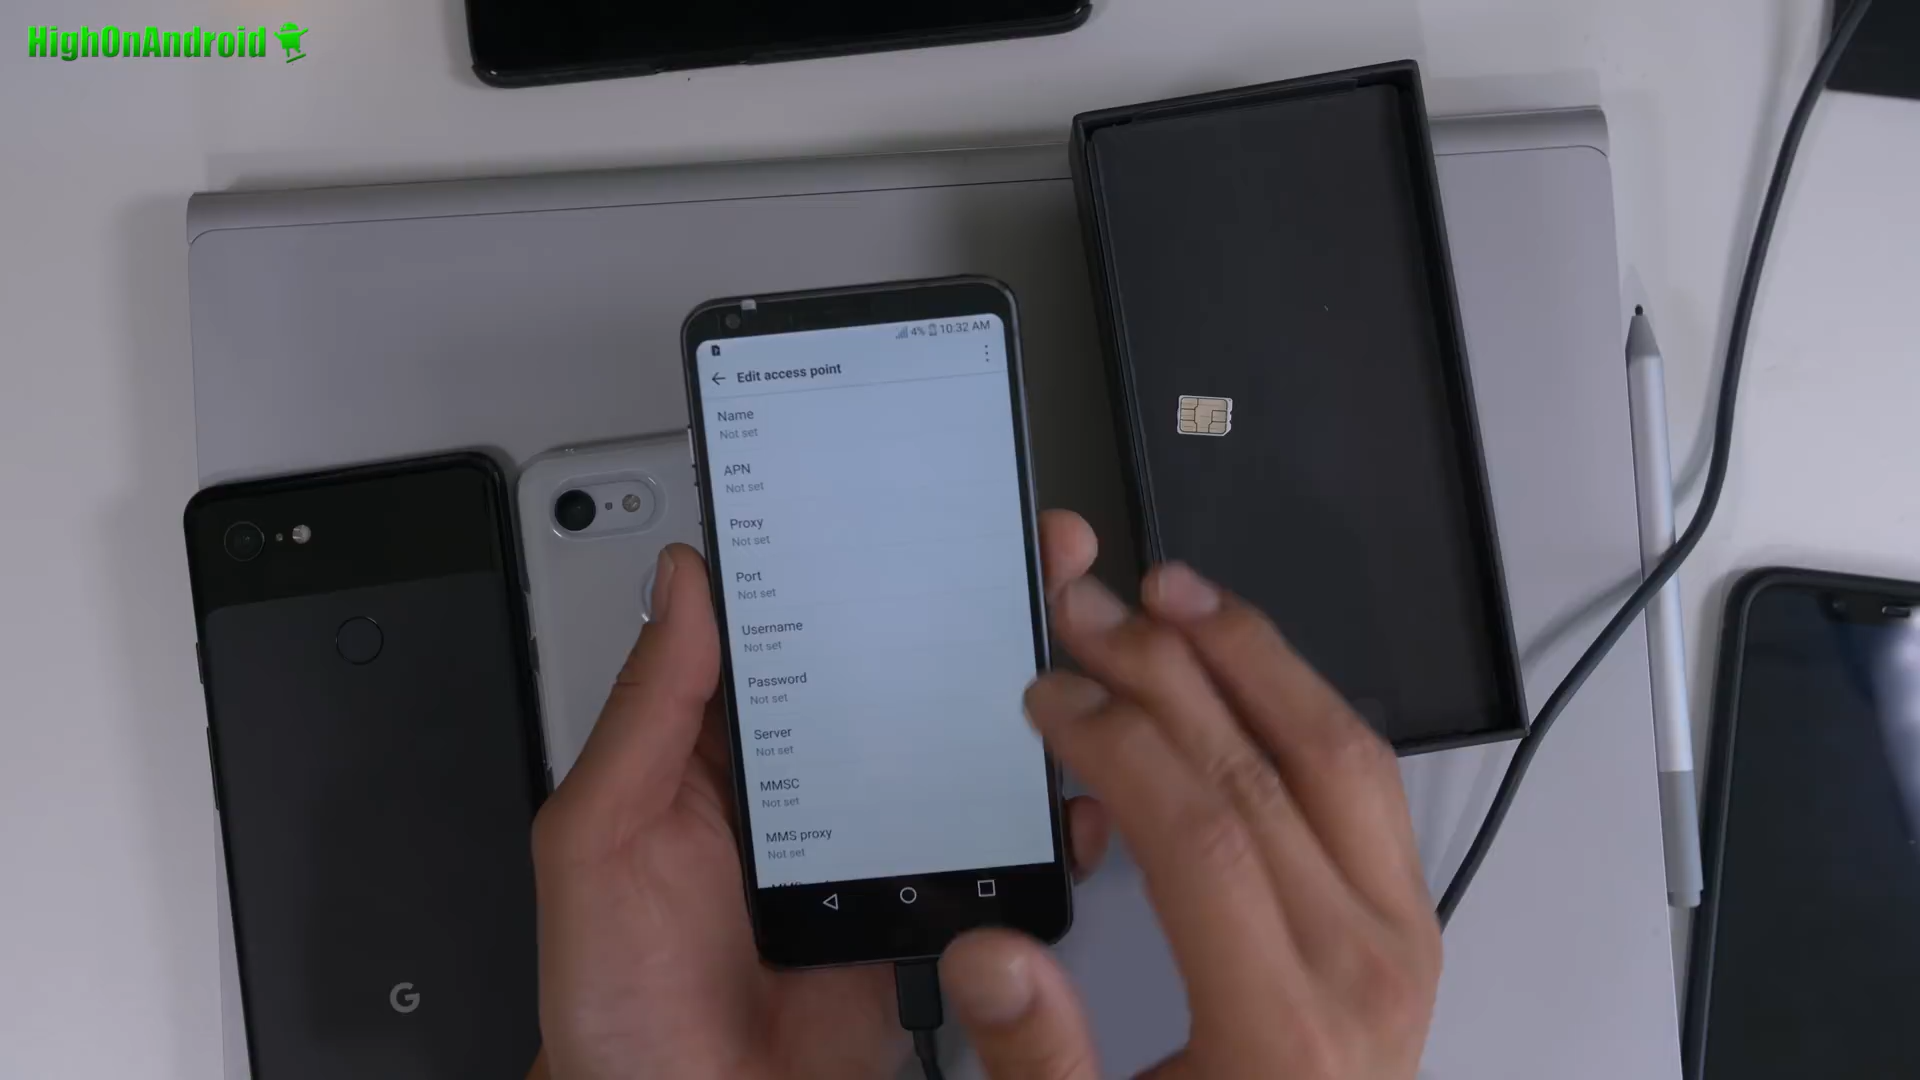 HighOnAndroid
4% 10:32 AM
Edit access point
Name
Not set
APN
Not set
Proxy
Not set
Port
Not set
Username
Not set
Password
Not set
Server
Not set
MMSC
Not set
MMS proxy
Not set
G